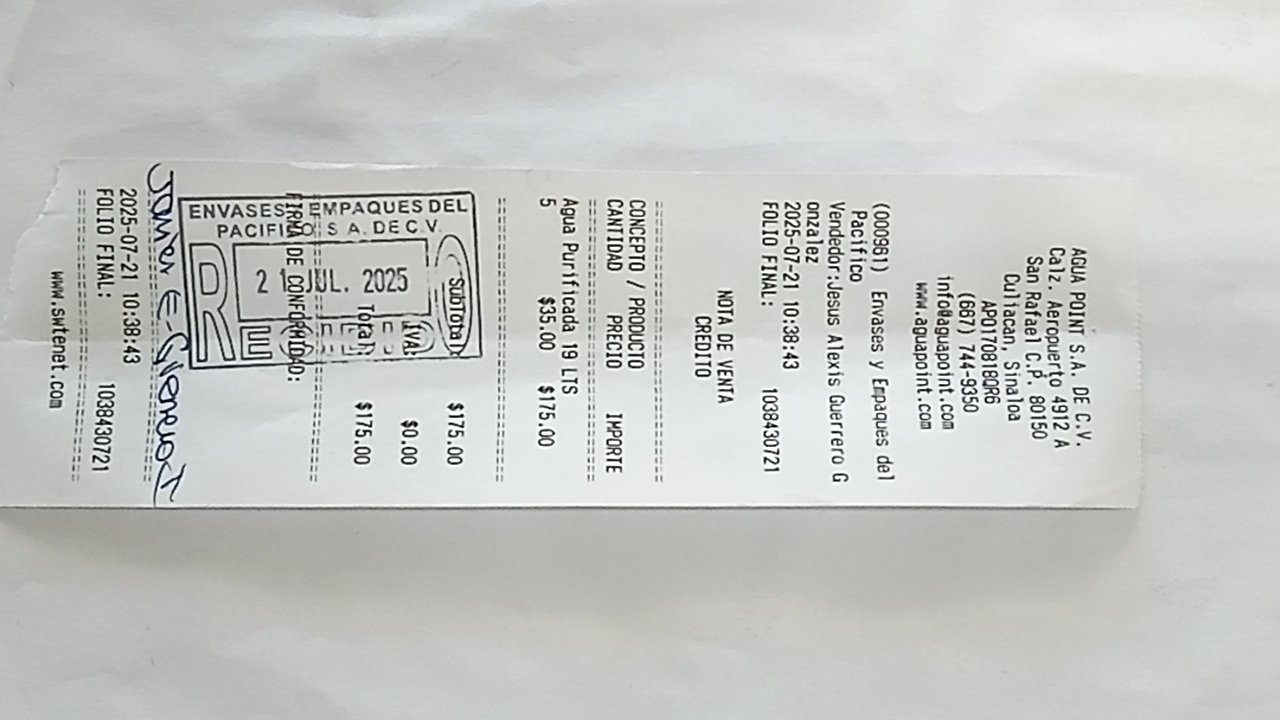 AGUA POINT S.A. DE C.V.
Calz. Aeropuerto 4912 A
San Rafael C.P. 80150
Culiacan, Sinaloa
APO170818QR6
(667) 744-9350
info@aguapoint.com
www.aguapoint.com
(000981) Envases y Empaques del
Pacifico
Vendedor:Jesus Alexis Guerrero G
onzalez
2025-07-21 10:38:43
FOLIO FINAL: 1038430721
NOTA DE VENTA
CREDITO
CONCEPTO / PRODUCTO
CANTIDAD PRECIO IMPORTE
Agua Purificada 19 LTS
5 $35.00 $175.00
SubTotal: $175.00
IVA: $0.00
Total: $175.00
ENVASES EMPAQUES DEL
PACIFICO S A. DE C.V.
21 JUL. 2025
FIRMA DE CONFORMIDAD:
2025-07-21 10:38:43
FOLIO FINAL: 1038430721
www.swtenet.com